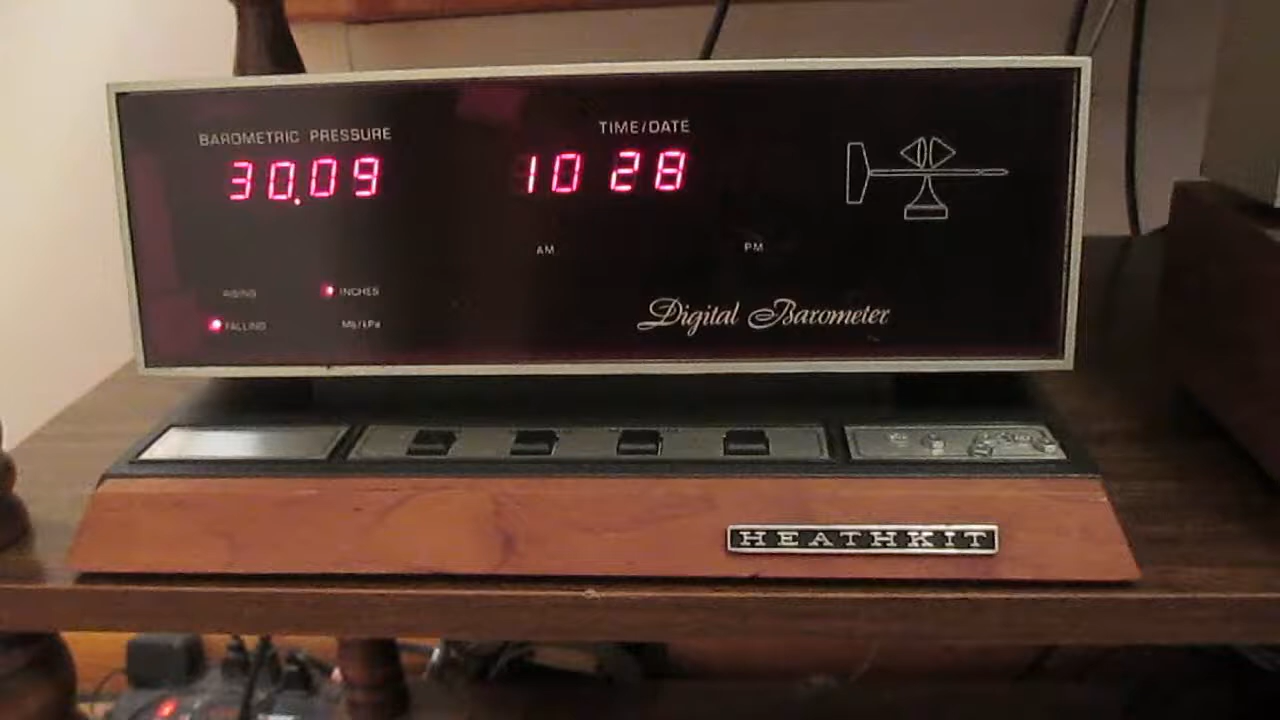 BAROMETRIC PRESSURE
TIME/DATE
30.09
10 28
AM
PM
RISING
INCHES
FALLING
Mb/kPa
Digital Barometer
HEATHKIT